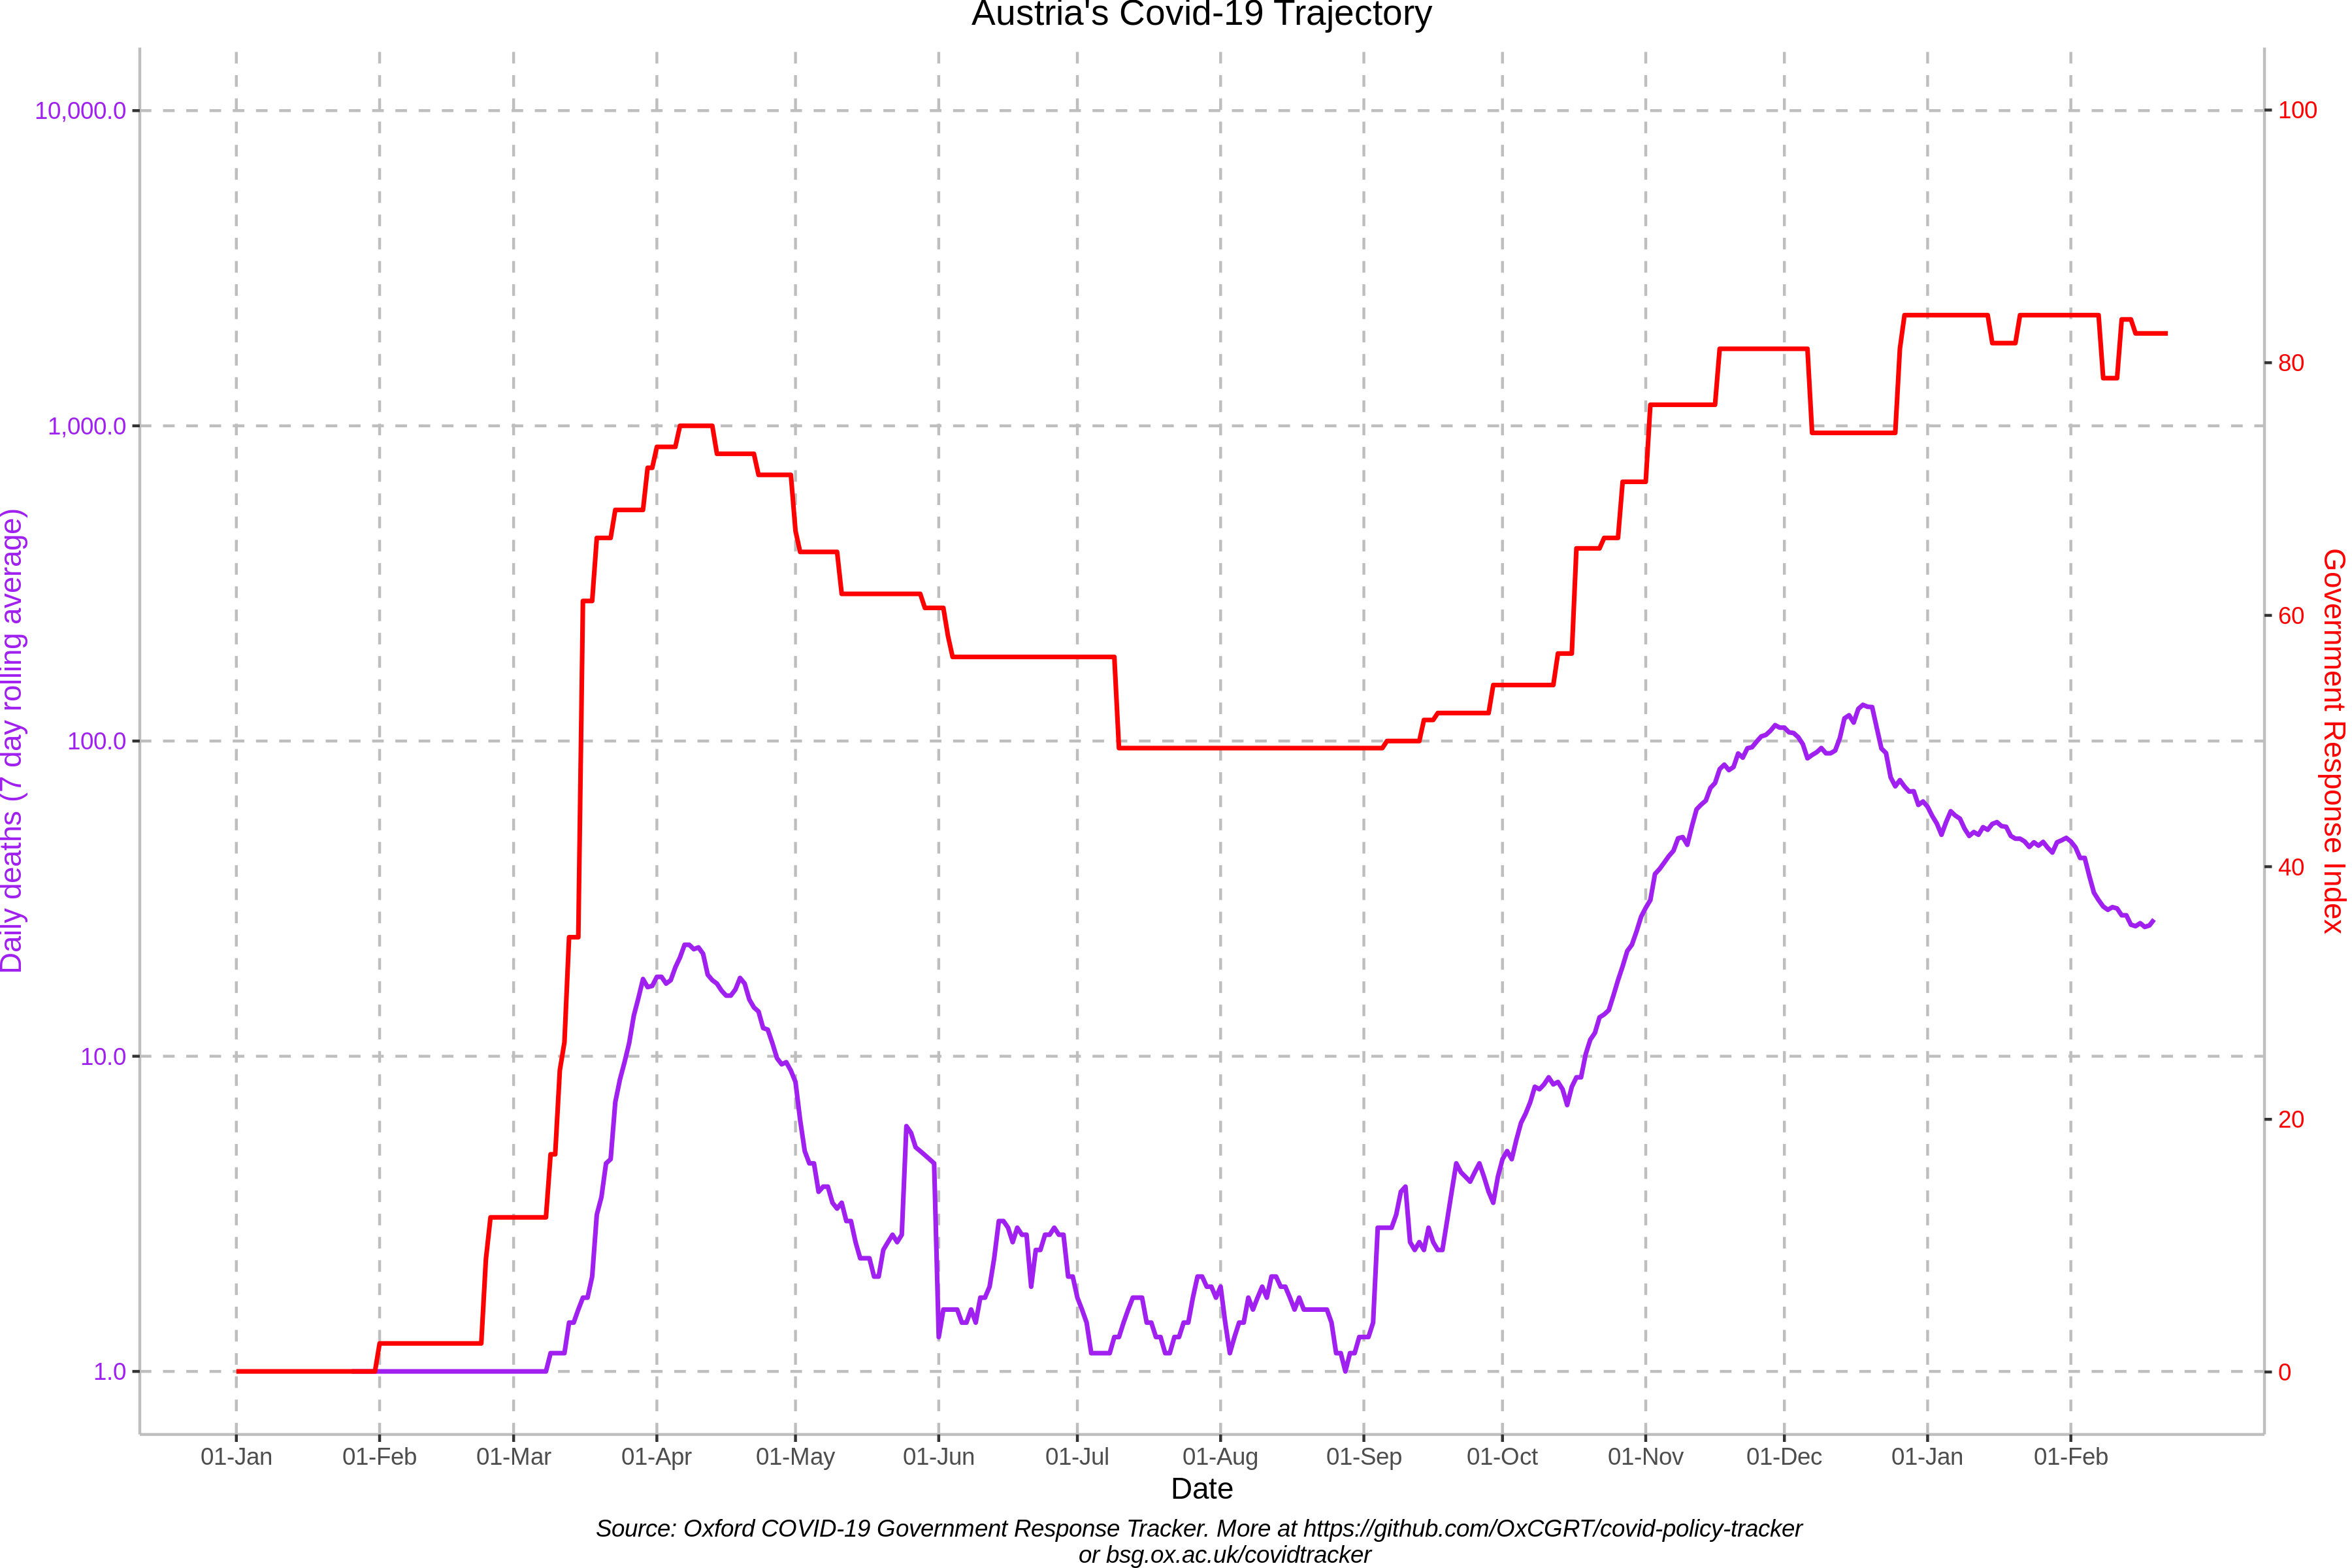 Austria's Covid-19 Trajectory
10,000.0
1,000.0
100.0
10.0
1.0
Daily deaths (7 day rolling average)
100
80
60
40
20
0
Government Response Index
01-Jan
01-Feb
01-Mar
01-Apr
01-May
01-Jun
01-Jul
01-Aug
01-Sep
01-Oct
01-Nov
01-Dec
01-Jan
01-Feb
Date
Source: Oxford COVID-19 Government Response Tracker. More at https://github.com/OxCGRT/covid-policy-tracker
or bsg.ox.ac.uk/covidtracker